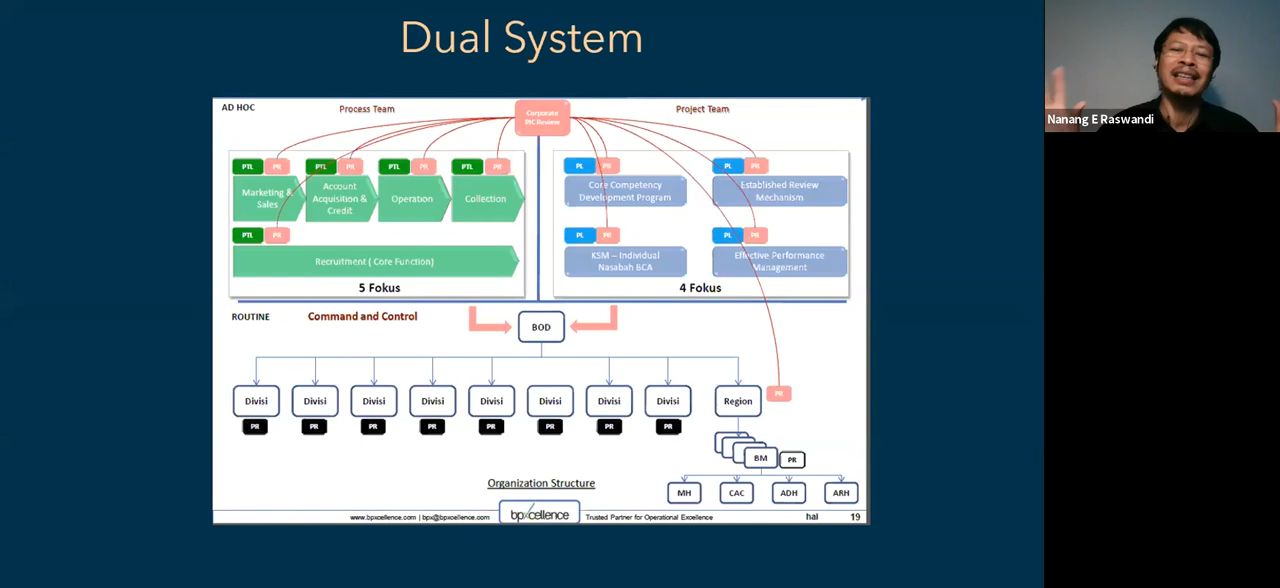 Dual System
Nanang E Raswandi
AD HOC
Process Team
Corporate
PIC Review
Project Team
PTL PR
PTL PR
PTL PR
PTL PR
Marketing &
Sales
Account
Acquisition &
Credit
Operation
Collection
PTL PR
Recruitment ( Core Function)
5 Fokus
PL PR
PL PR
Core Competency
Development Program
Established Review
Mechanism
PL PR
PL PR
KSM – Individual
Nasabah BCA
Effective Performance
Management
4 Fokus
ROUTINE
Command and Control
BOD
Divisi Divisi Divisi Divisi Divisi Divisi Divisi Divisi Region PR
PR PR PR PR PR PR PR PR
BM PR
MH CAC ADH ARH
Organization Structure
www.bpxcellence.com | bpx@bpxcellence.com
bpxcellence
Trusted Partner for Operational Excellence
hal 19